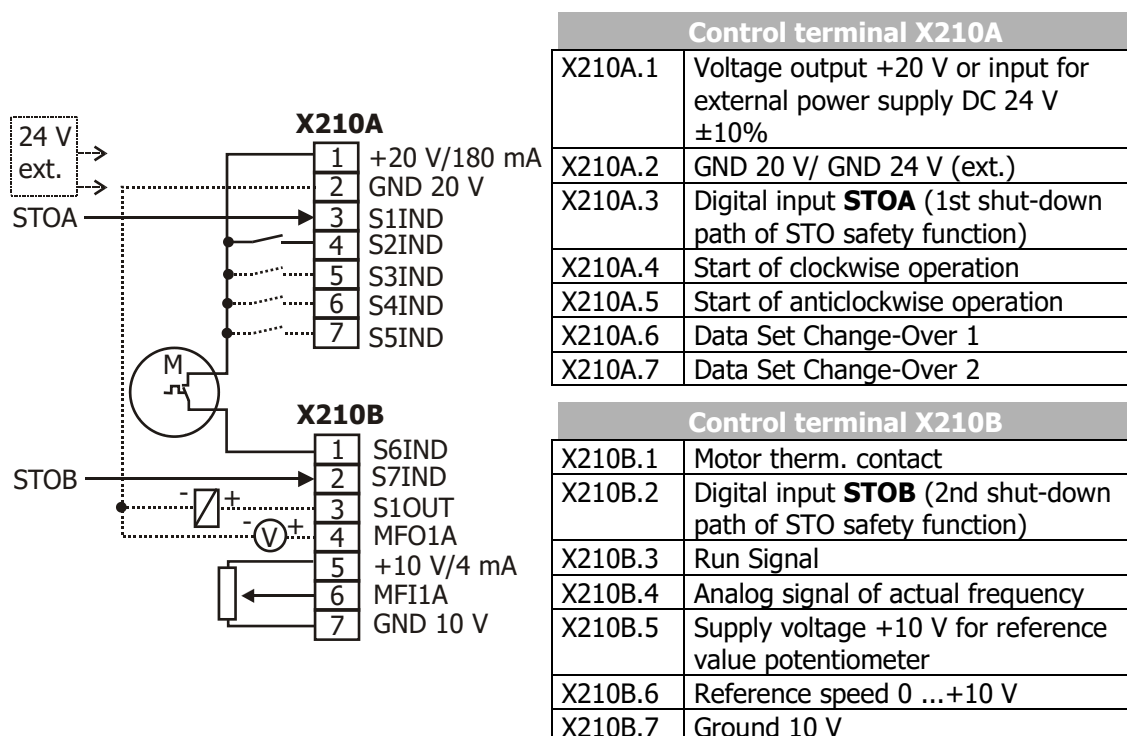 24 V
ext.
STOA
STOB
X210A
1 +20 V/180 mA
2 GND 20 V
3 S1IND
4 S2IND
5 S3IND
6 S4IND
7 S5IND
M
X210B
1 S6IND
2 S7IND
3 S1OUT
4 MFO1A
5 +10 V/4 mA
6 MFI1A
7 GND 10 V
- +
- V +
Control terminal X210A
X210A.1 Voltage output +20 V or input for
external power supply DC 24 V
±10%
X210A.2 GND 20 V/ GND 24 V (ext.)
X210A.3 Digital input STOA (1st shut-down
path of STO safety function)
X210A.4 Start of clockwise operation
X210A.5 Start of anticlockwise operation
X210A.6 Data Set Change-Over 1
X210A.7 Data Set Change-Over 2
Control terminal X210B
X210B.1 Motor therm. contact
X210B.2 Digital input STOB (2nd shut-down
path of STO safety function)
X210B.3 Run Signal
X210B.4 Analog signal of actual frequency
X210B.5 Supply voltage +10 V for reference
value potentiometer
X210B.6 Reference speed 0 ...+10 V
X210B.7 Ground 10 V